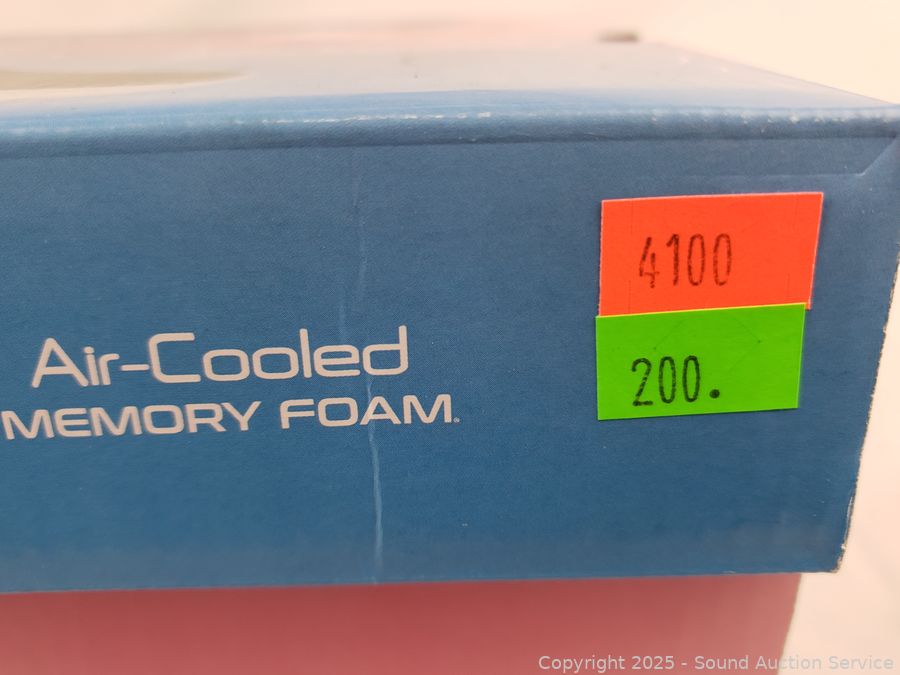 4100
200.
Air-Cooled
MEMORY FOAM.
Copyright 2025 - Sound Auction Service